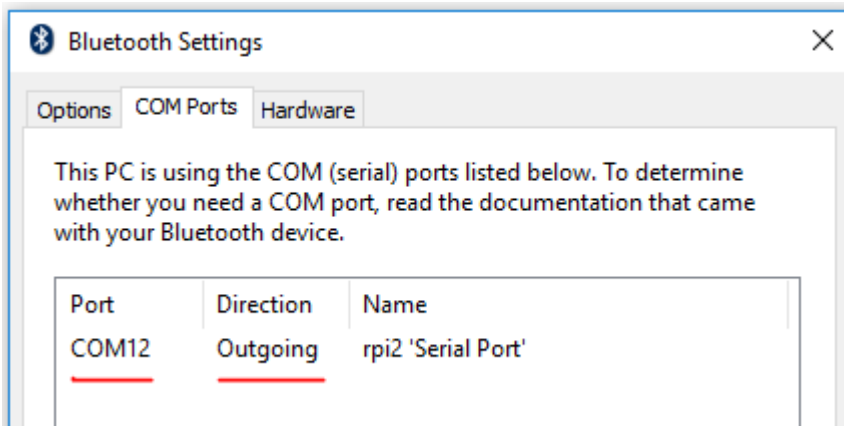 Bluetooth Settings
Options COM Ports Hardware
This PC is using the COM (serial) ports listed below. To determine
whether you need a COM port, read the documentation that came
with your Bluetooth device.
Port Direction Name
COM12 Outgoing rpi2 'Serial Port'